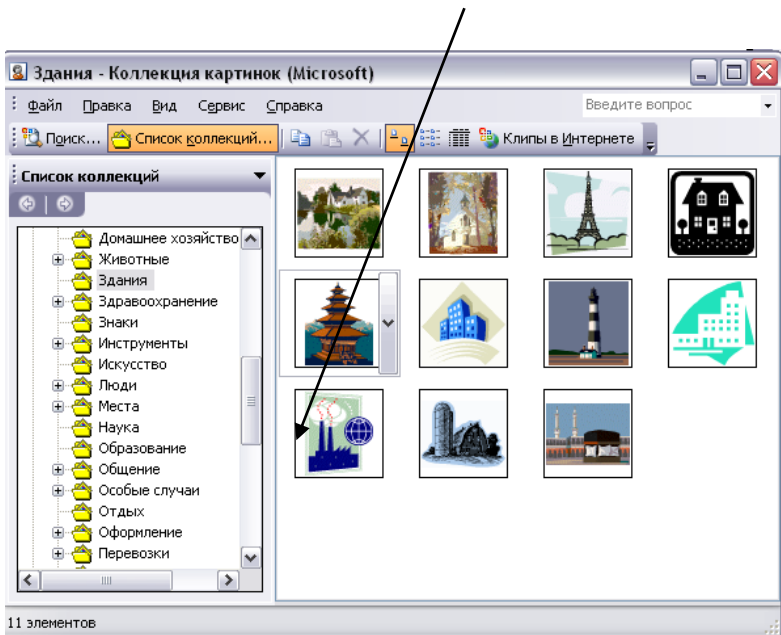 Здания - Коллекция картинок (Microsoft)
Файл Правка Вид Сервис Справка Введите вопрос
Поиск... Список коллекций... Клипы в Интернете
Список коллекций
Домашнее хозяйство
Животные
Здания
Здравоохранение
Знаки
Инструменты
Искусство
Люди
Места
Наука
Образование
Общение
Особые случаи
Отдых
Оформление
Перевозки
11 элементов